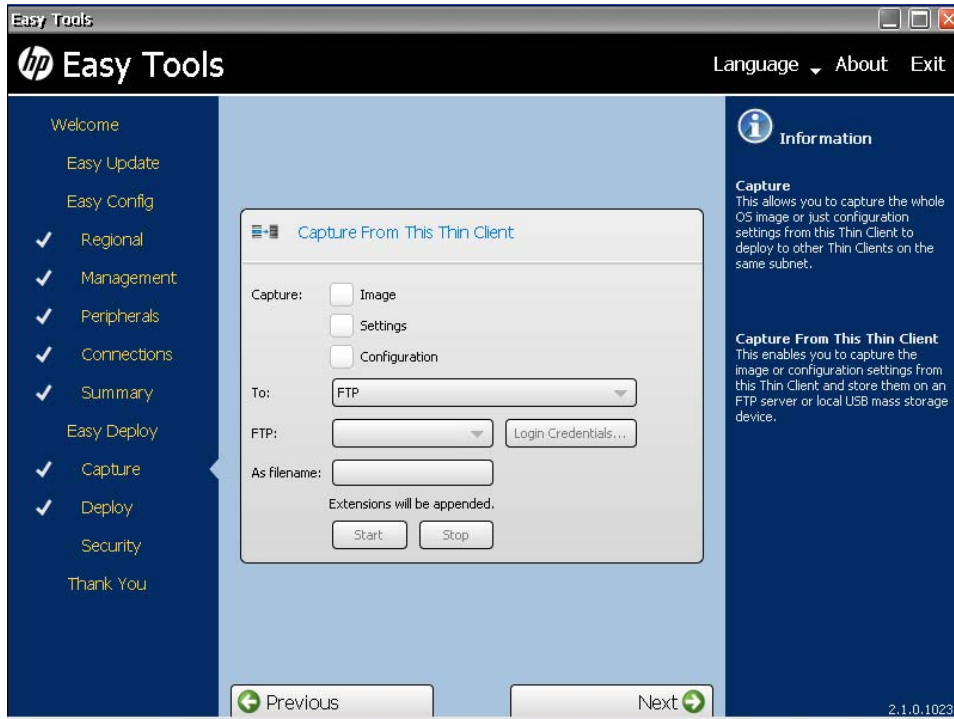 Easy Tools
hp Easy Tools
Language About Exit
Welcome
Easy Update
Easy Config
Regional
Management
Peripherals
Connections
Summary
Easy Deploy
Capture
Deploy
Security
Thank You
Capture From This Thin Client
Capture: Image
Settings
Configuration
To: FTP
FTP: Login Credentials...
As filename:
Extensions will be appended.
Start Stop
Previous Next
Information
Capture
This allows you to capture the whole
OS image or just configuration
settings from this Thin Client to
deploy to other Thin Clients on the
same subnet.
Capture From This Thin Client
This enables you to capture the
image or configuration settings from
this Thin Client and store them on an
FTP server or local USB mass storage
device.
2.1.0.1023